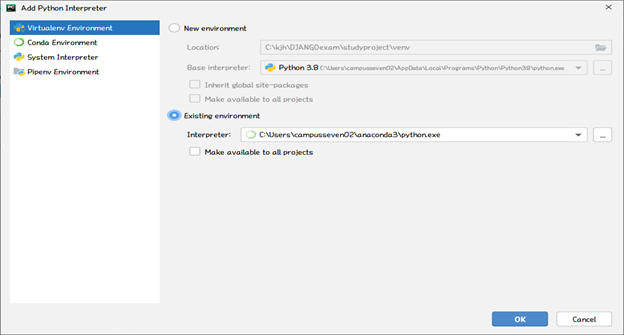 PC Add Python Interpreter
Virtualenv Environment
Conda Environment
System Interpreter
Pipenv Environment
New environment
Location: C:\kjh\DJANGOexam\studyproject\venv
Base interpreter: Python 3.8 C:\Users\campusseven02\AppData\Local\Programs\Python\Python38\python.exe ...
Inherit global site-packages
Make available to all projects
Existing environment
Interpreter: C:\Users\campusseven02\anaconda3\python.exe ...
Make available to all projects
OK Cancel